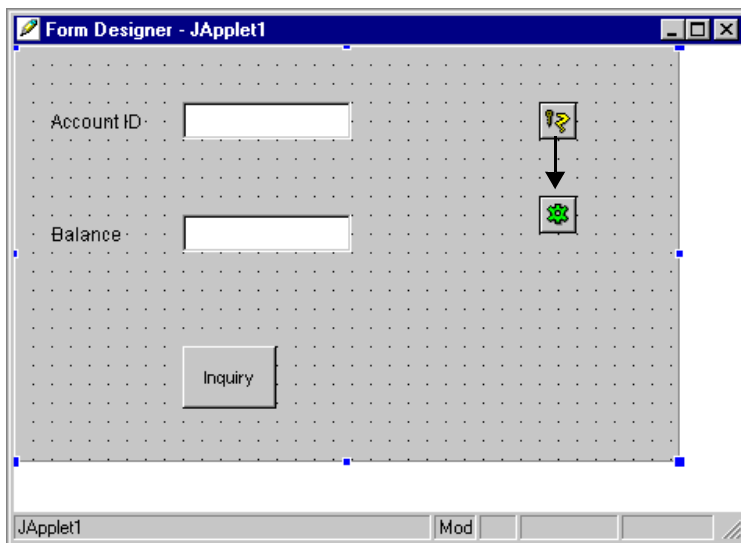 Form Designer - JApplet1
Account ID
Balance
Inquiry
JApplet1 Mod